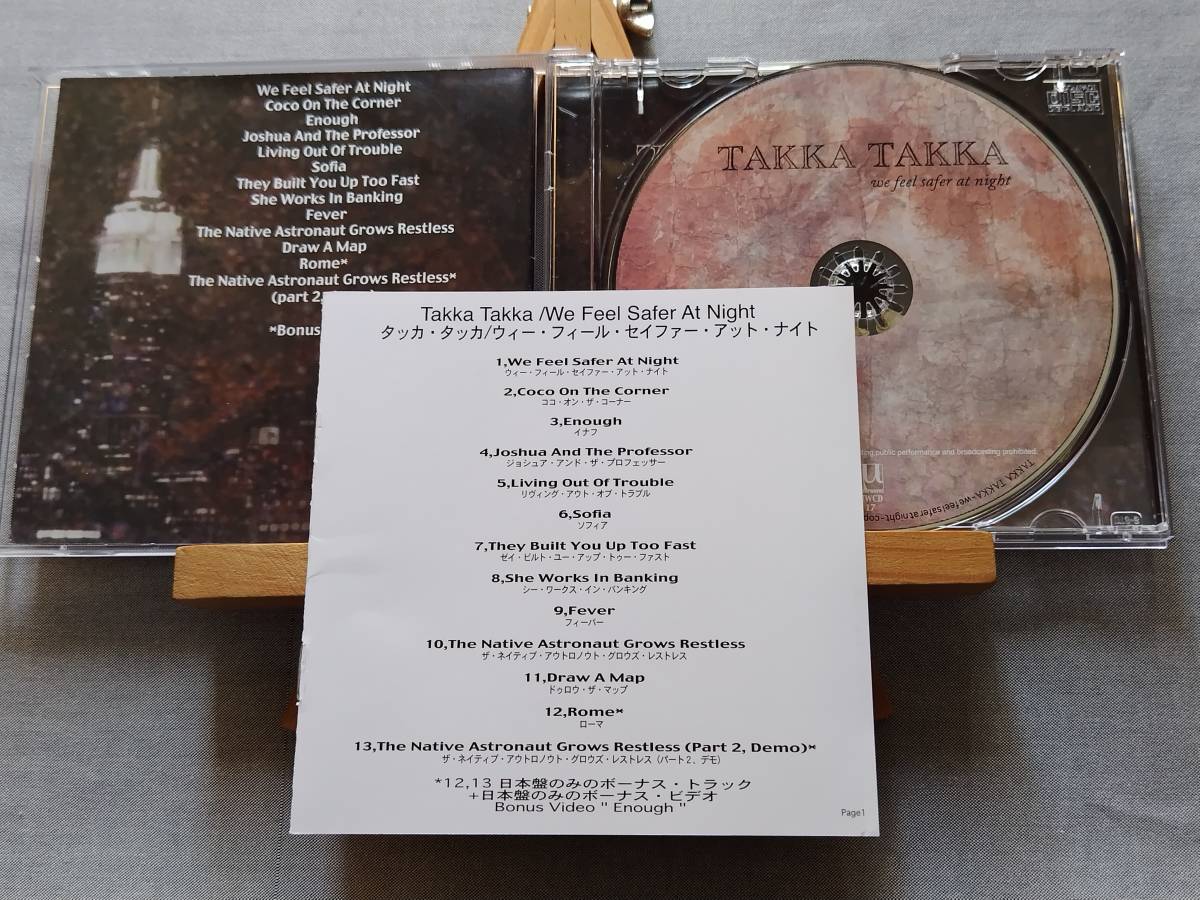 We Feel Safer At Night
Coco On The Corner
Enough
Joshua And The Professor
Living Out Of Trouble
Sofia
They Built You Up Too Fast
She Works In Banking
Fever
The Native Astronaut Grows Restless
Draw A Map
Rome*
The Native Astronaut Grows Restless*
(part 2,
*Bonus
TAKKA TAKKA
we feel safer at night
public performance and broadcasting prohibited.
TAKKA TAKKA-wefeelsaferatnight-cop
17
Takka Takka /We Feel Safer At Night
タッカ・タッカ/ウィー・フィール・セイファー・アット・ナイト
1,We Feel Safer At Night
ウィー・フィール・セイファー・アット・ナイト
2,Coco On The Corner
ココ・オン・ザ・コーナー
3,Enough
イナフ
4,Joshua And The Professor
ジョシュア・アンド・ザ・プロフェッサー
5,Living Out Of Trouble
リヴィング・アウト・オブ・トラブル
6,Sofia
ソフィア
7,They Built You Up Too Fast
ゼイ・ビルト・ユー・アップ・トゥー・ファスト
8,She Works In Banking
シー・ワークス・イン・バンキング
9,Fever
フィーバー
10,The Native Astronaut Grows Restless
ザ・ネイティブ・アウトロノウト・グロウズ・レストレス
11,Draw A Map
ドゥロウ・ザ・マップ
12,Rome*
ローマ
13,The Native Astronaut Grows Restless (Part 2, Demo)*
ザ・ネイティブ・アウトロノウト・グロウズ・レストレス (パート2、デモ)
*12,13 日本盤のみのボーナス・トラック
+日本盤のみのボーナス・ビデオ
Bonus Video " Enough "
Page1